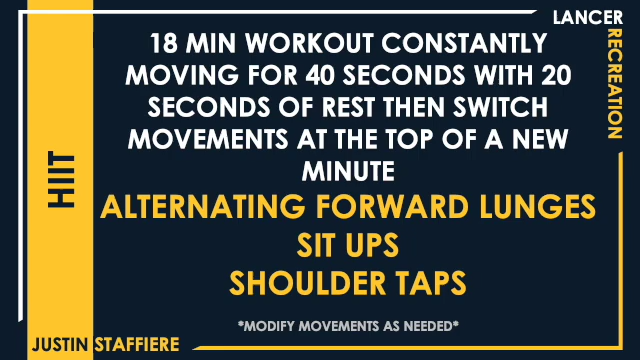 LANCER
RECREATION
18 MIN WORKOUT CONSTANTLY
MOVING FOR 40 SECONDS WITH 20
SECONDS OF REST THEN SWITCH
MOVEMENTS AT THE TOP OF A NEW
MINUTE
HIIT
ALTERNATING FORWARD LUNGES
SIT UPS
SHOULDER TAPS
*MODIFY MOVEMENTS AS NEEDED*
JUSTIN STAFFIERE